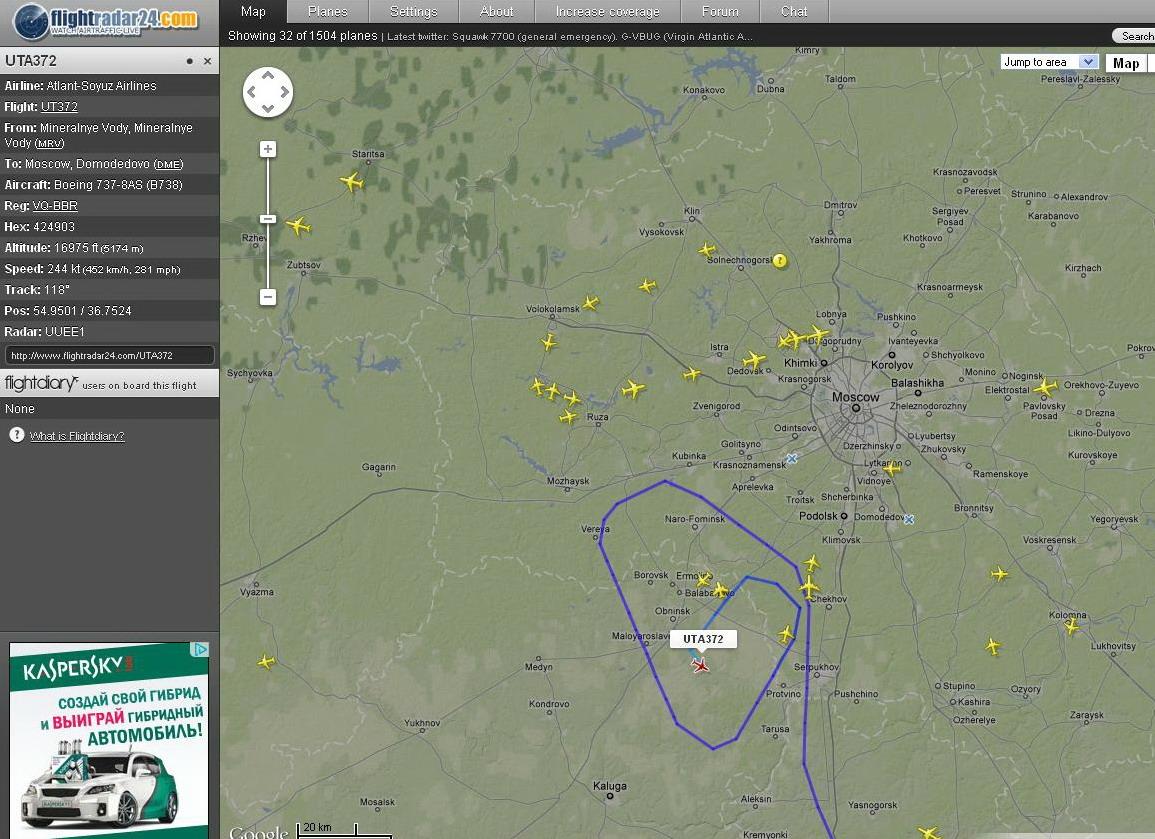 flightradar24.com
WATCH AIR TRAFFIC LIVE
Map Planes Settings About Increase coverage Forum Chat
Showing 32 of 1504 planes | Latest twitter: Squawk 7700 (general emergency). G-VBUG (Virgin Atlantic A...
Search
UTA372
Airline: Atlant-Soyuz Airlines
Flight: UT372
From: Mineralnye Vody, Mineralnye
Vody (MRV)
To: Moscow, Domodedovo (DME)
Aircraft: Boeing 737-8AS (B738)
Reg: VQ-BBR
Hex: 424903
Altitude: 16975 ft (5174 m)
Speed: 244 kt (452 km/h, 281 mph)
Track: 118°
Pos: 54.9501 / 36.7524
Radar: UUEE1
http://www.flightradar24.com/UTA372
flightdiary users on board this flight
None
? What is Flightdiary?
KASPERSKY lab
СОЗДАЙ СВОЙ ГИБРИД
И ВЫИГРАЙ ГИБРИДНЫЙ
АВТОМОБИЛЬ!
Jump to area
Map
Kimry
Taldom
Pereslavl-Zalessky
Dubna
Konakovo
Staritsa
Krasnozavodsk
Peresvet
Strunino
Alexandrov
Karabanovo
Dmitrov
Sergiyev
Posad
Klin
Vysokovsk
Rzhev
Yakhroma
Khotkovo
Kirzhach
Solnechnogorsk
?
Zubtsov
Krasnoarmeysk
Volokolamsk
Lobnya
Pushkino
Dolgoprudny
Ivanteyevka
Istra
Khimki
Shchyolkovo
Korolyov
Pokrov
Dedovsk
Krasnogorsk
Monino
Noginsk
Sychyovka
Balashikha
Elektrostal
Orekhovo-Zuyevo
Moscow
Zvenigorod
Zheleznodorozhny
Pavlovsky
Posad
Drezna
Ruza
Odintsovo
Likino-Dulyovo
Golitsyno
Dzerzhinsky
Lyubertsy
Zhukovsky
Kubinka
Krasnoznamensk
Lytkarino
Kurovskoye
Gagarin
Ramenskoye
Mozhaysk
Aprelevka
Vidnoye
Troitsk
Shcherbinka
Bronnitsy
Podolsk
Domodedovo
Naro-Fominsk
Yegoryevsk
Vereya
Klimovsk
Voskresensk
Borovsk
Ermolino
Balabanovo
Vyazma
Chekhov
Obninsk
Kolomna
Maloyaroslavets
UTA372
Lukhovitsy
Medyn
Serpukhov
Stupino
Ozyory
Protvino
Pushchino
Kashira
Kondrovo
Ozherelye
Zaraysk
Yukhnov
Tarusa
Kaluga
Mosalsk
Aleksin
Yasnogorsk
Google
20 km
Kremyonki